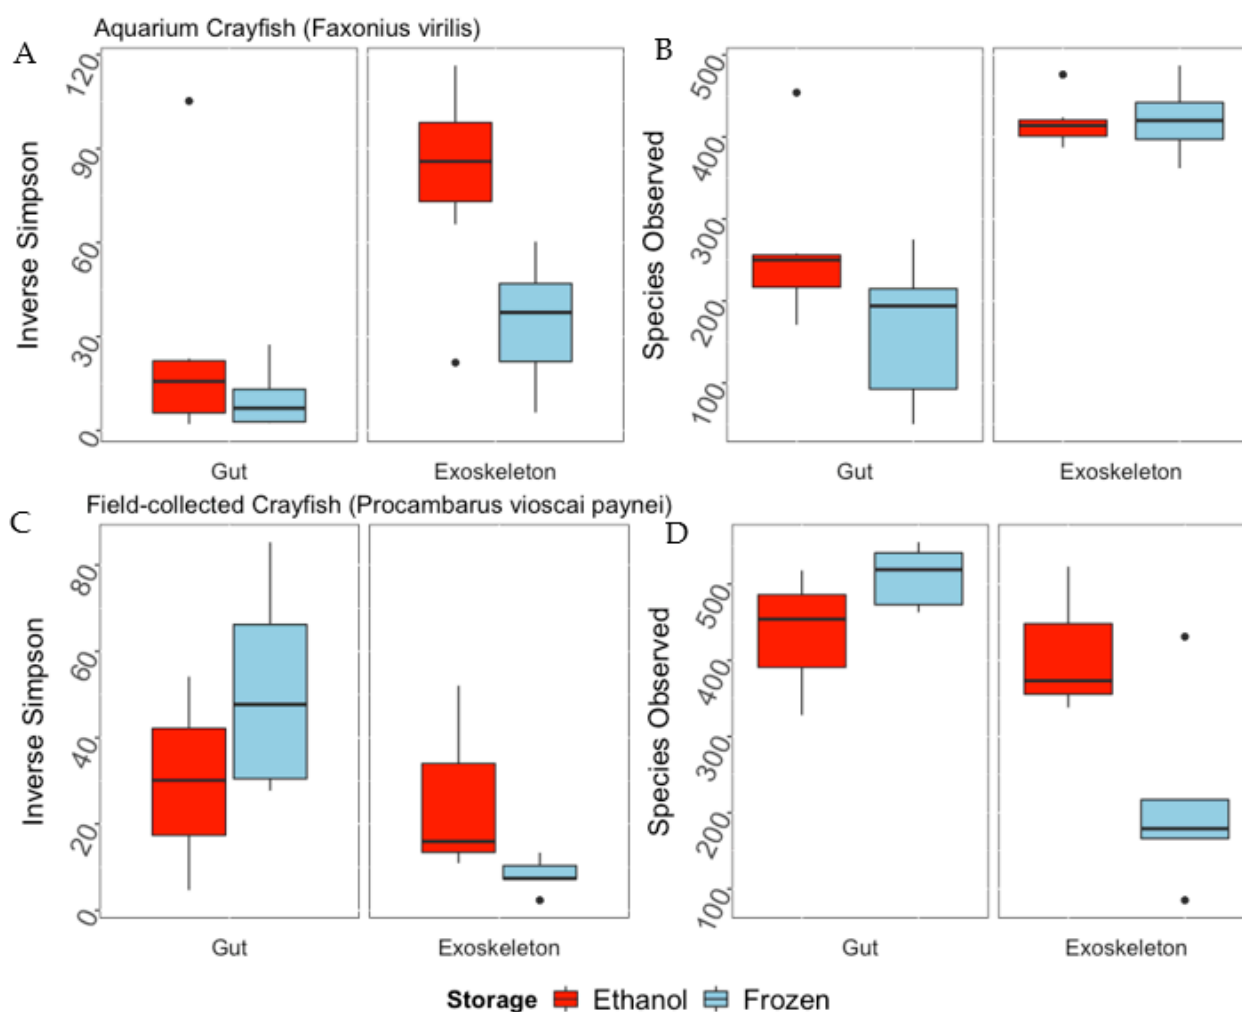 Aquarium Crayfish (Faxonius virilis)
A
B
Inverse Simpson
120
90
60
30
0
Gut
Exoskeleton
Species Observed
500
400
300
200
100
Gut
Exoskeleton
Field-collected Crayfish (Procambarus vioscai paynei)
C
D
Inverse Simpson
80
60
40
20
0
Gut
Exoskeleton
Species Observed
500
400
300
200
100
Gut
Exoskeleton
Storage Ethanol Frozen